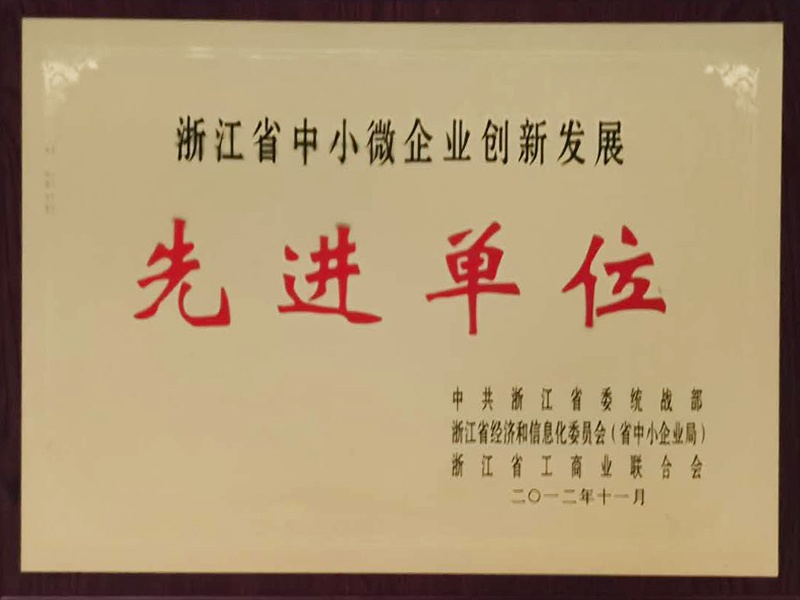 浙江省中小微企业创新发展
先进单位
中共浙江省委统战部
浙江省经济和信息化委员会(省中小企业局)
浙江省工商业联合会
二〇一二年十一月